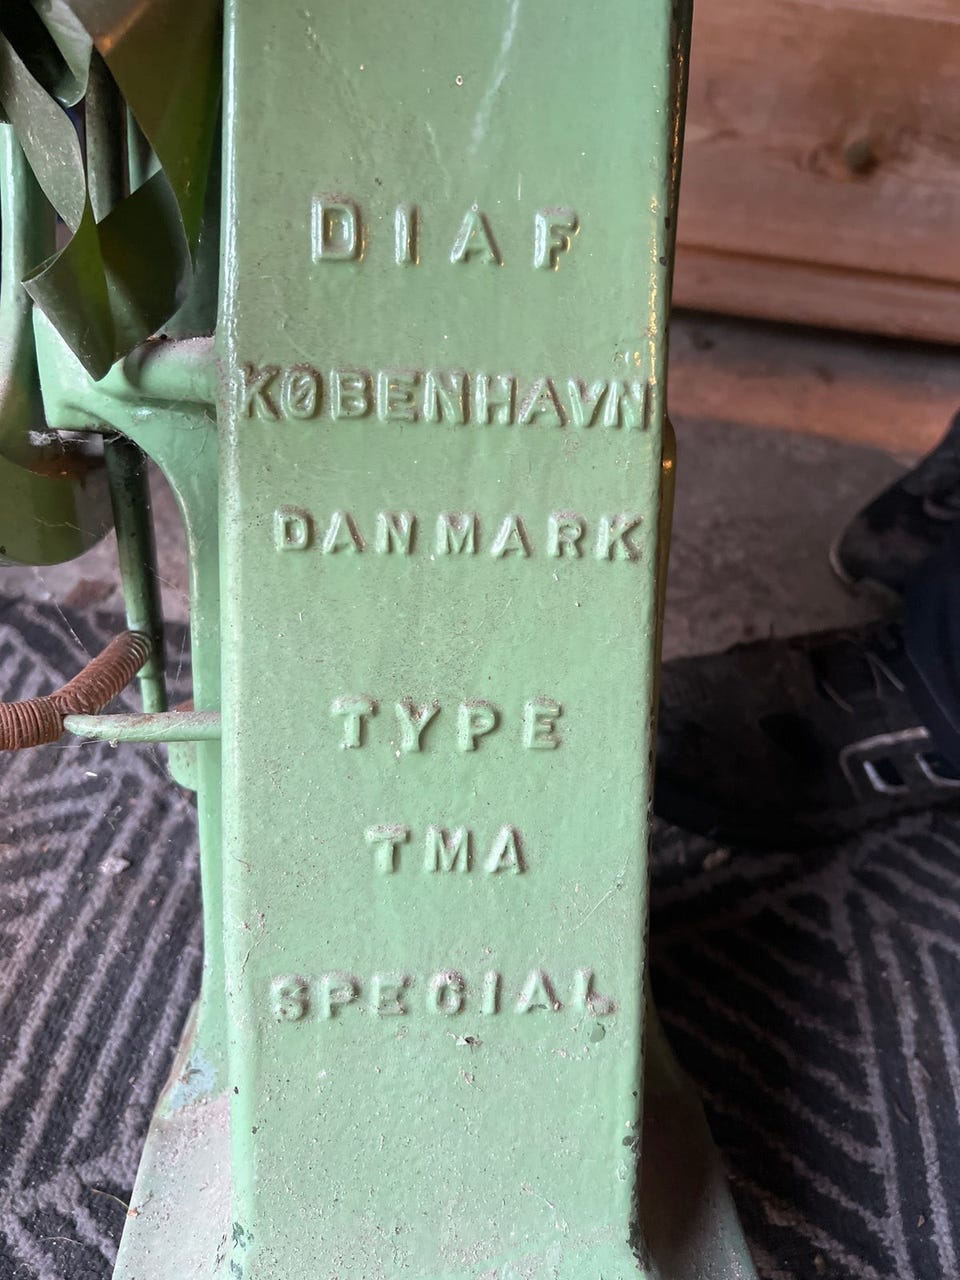 DIAF
KØBENHAVN
DANMARK
TYPE
TMA
SPECIAL